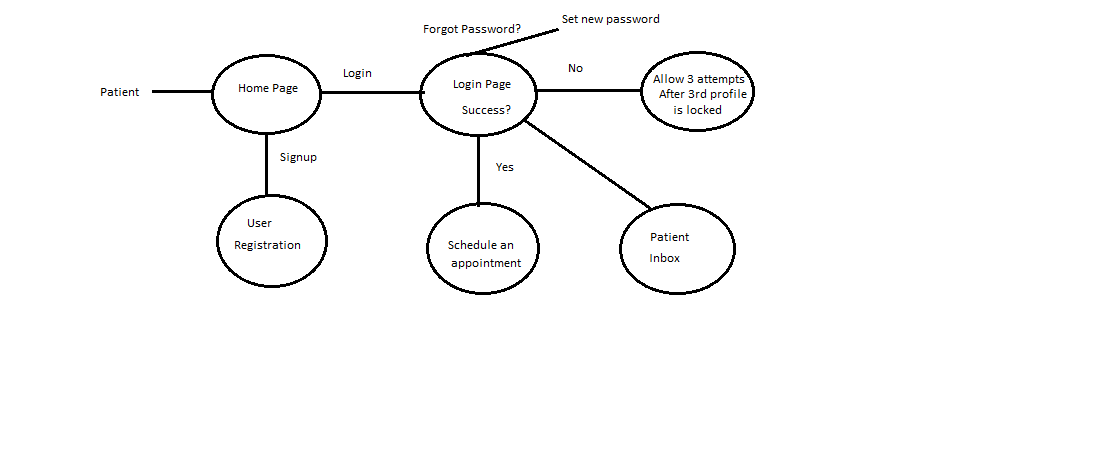 Set new password
Forgot Password?
No
Login
Allow 3 attempts
After 3rd profile
is locked
Login Page
Success?
Home Page
Patient
Signup
Yes
User
Registration
Schedule an
appointment
Patient
Inbox